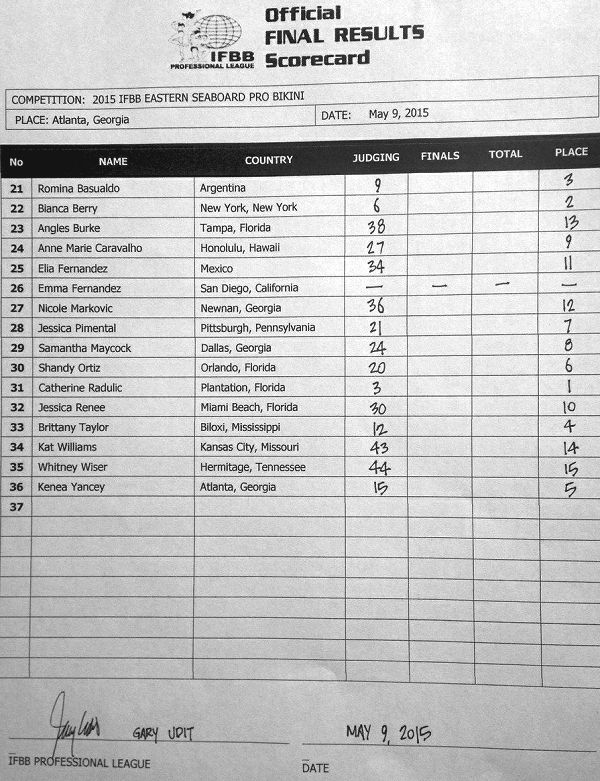 IFBB
PROFESSIONAL LEAGUE
Official
FINAL RESULTS
Scorecard
COMPETITION: 2015 IFBB EASTERN SEABOARD PRO BIKINI
PLACE: Atlanta, Georgia DATE: May 9, 2015
No NAME COUNTRY JUDGING FINALS TOTAL PLACE
21 Romina Basualdo Argentina 9 3
22 Bianca Berry New York, New York 6 2
23 Angles Burke Tampa, Florida 38 13
24 Anne Marie Caravalho Honolulu, Hawaii 27 9
25 Elia Fernandez Mexico 34 11
26 Emma Fernandez San Diego, California — — — —
27 Nicole Markovic Newnan, Georgia 36 12
28 Jessica Pimental Pittsburgh, Pennsylvania 21 7
29 Samantha Maycock Dallas, Georgia 24 8
30 Shandy Ortiz Orlando, Florida 20 6
31 Catherine Radulic Plantation, Florida 3 1
32 Jessica Renee Miami Beach, Florida 30 10
33 Brittany Taylor Biloxi, Mississippi 12 4
34 Kat Williams Kansas City, Missouri 43 14
35 Whitney Wiser Hermitage, Tennessee 44 15
36 Kenea Yancey Atlanta, Georgia 15 5
37
GARY UDIT MAY 9, 2015
IFBB PROFESSIONAL LEAGUE DATE